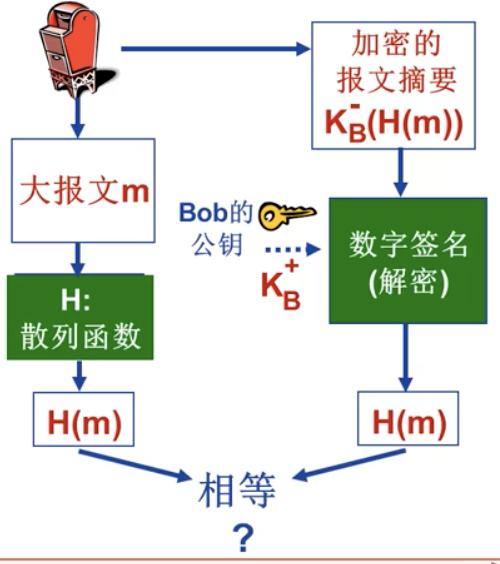 加密的
报文摘要
K_B^-(H(m))
大报文m
Bob的
公钥
K_B^+
数字签名
(解密)
H:
散列函数
H(m)
H(m)
相等
?